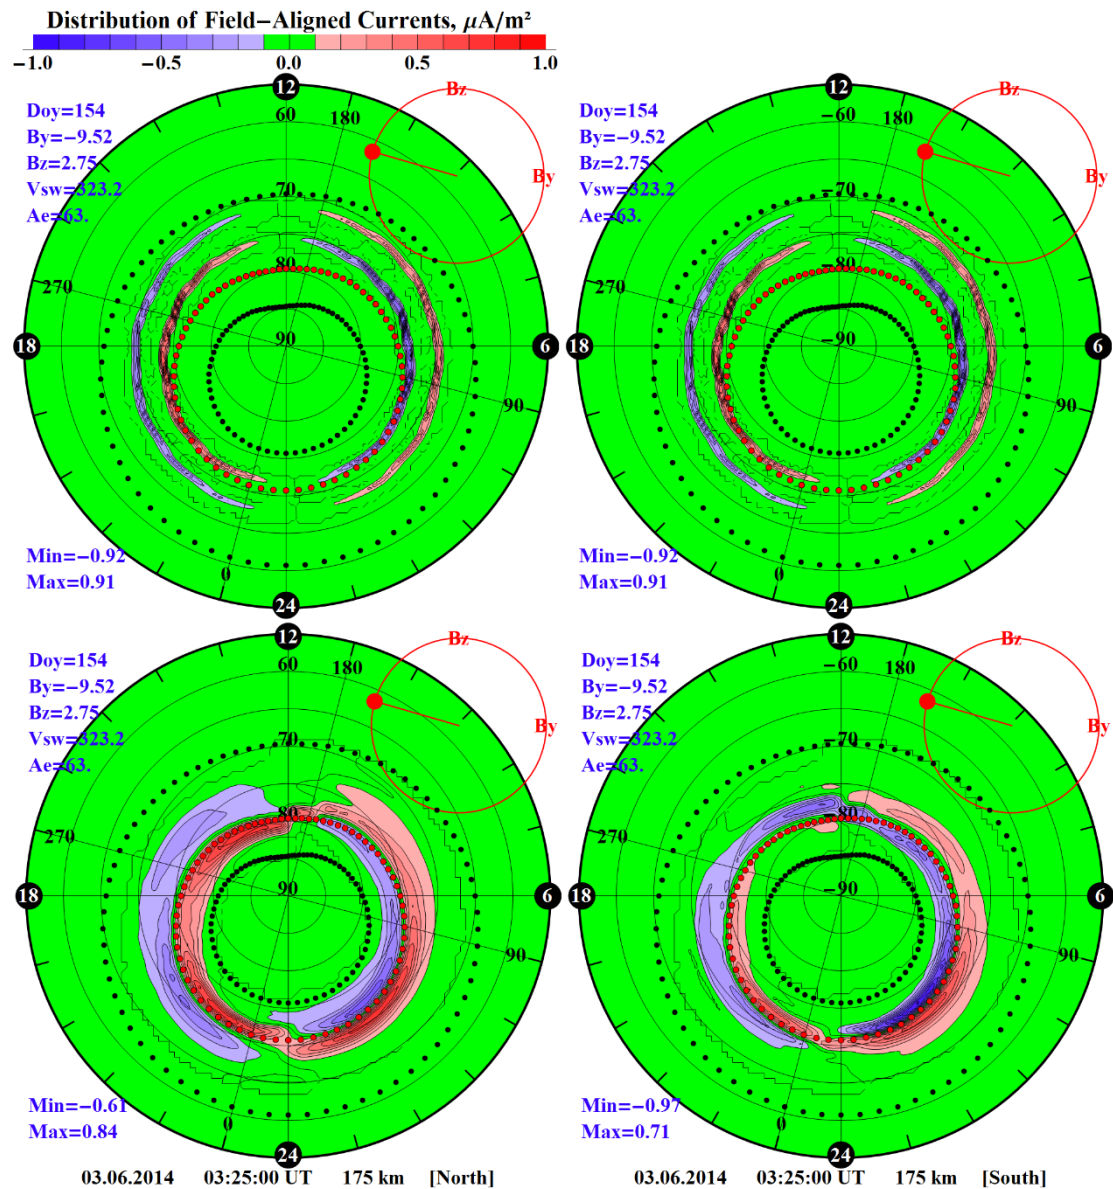 Distribution of Field−Aligned Currents, μA/m²
−1.0 −0.5 0.0 0.5 1.0
12
Doy=154
By=−9.52
Bz=2.75
Vsw=323.2
Ae=63.
60
180
Bz
By
70
80
270
90
18
6
90
Min=−0.92
Max=0.91
0
24
12
Doy=154
By=−9.52
Bz=2.75
Vsw=323.2
Ae=63.
−60
180
Bz
By
−70
−80
270
−90
18
6
90
Min=−0.92
Max=0.91
0
24
12
Doy=154
By=−9.52
Bz=2.75
Vsw=323.2
Ae=63.
60
180
Bz
By
70
80
270
90
18
6
90
Min=−0.61
Max=0.84
0
24
03.06.2014 03:25:00 UT 175 km [North]
12
Doy=154
By=−9.52
Bz=2.75
Vsw=323.2
Ae=63.
−60
180
Bz
By
−70
−80
270
−90
18
6
90
Min=−0.97
Max=0.71
0
24
03.06.2014 03:25:00 UT 175 km [South]